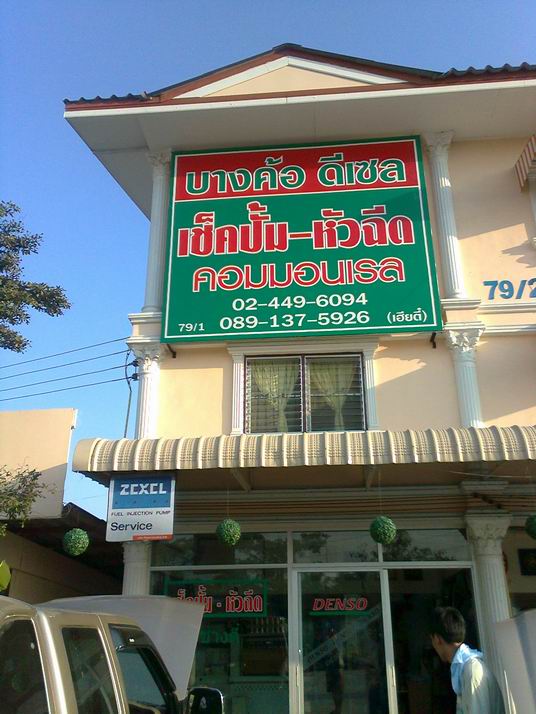 บางค้อ ดีเซล
เช็คปั้ม-หัวฉีด
คอมมอนเรล
02-449-6094
79/1 089-137-5926 (เฮียตี๋)
79/2
ZEXEL
FUEL INJECTION PUMP
Service
เช็คปั้ม - หัวฉีด
DENSO